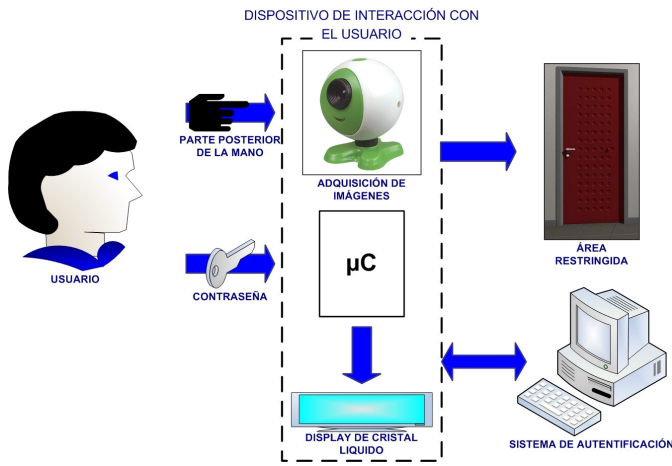 DISPOSITIVO DE INTERACCIÓN CON
EL USUARIO
PARTE POSTERIOR
DE LA MANO
ADQUISICIÓN DE
IMÁGENES
ÁREA
RESTRINGIDA
USUARIO
CONTRASEÑA
µC
DISPLAY DE CRISTAL
LIQUIDO
SISTEMA DE AUTENTIFICACIÓN